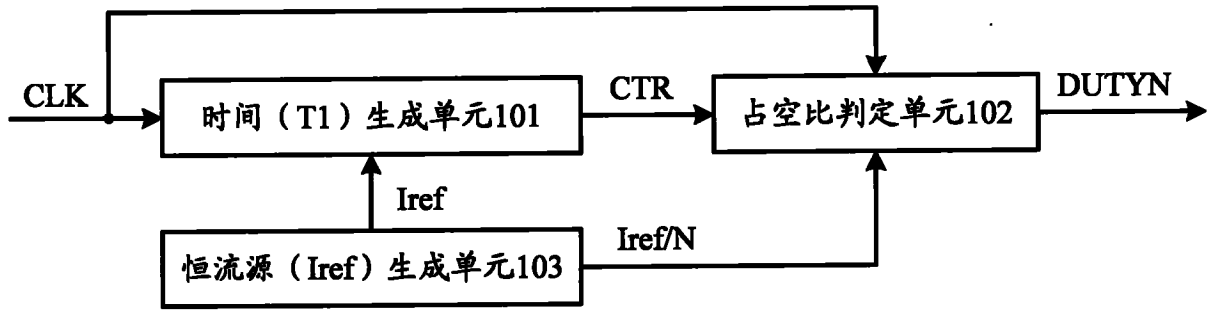 CLK
时间（T1）生成单元101
CTR
占空比判定单元102
DUTYN
Iref
Iref/N
恒流源（Iref）生成单元103